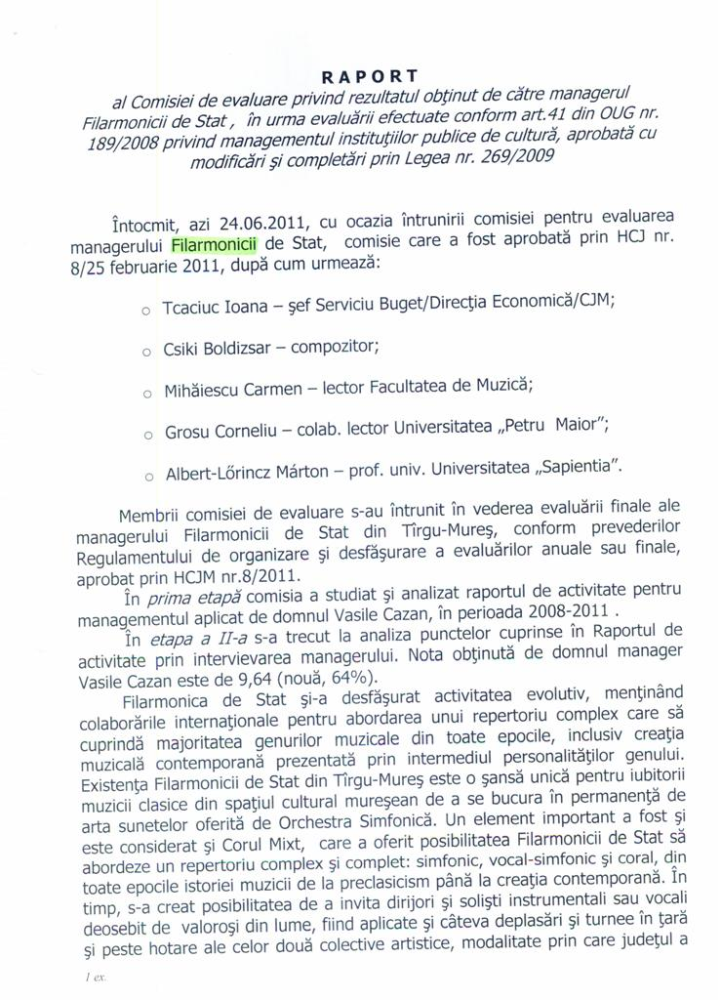 R A P O R T
al Comisiei de evaluare privind rezultatul obţinut de către managerul
Filarmonicii de Stat , în urma evaluării efectuate conform art.41 din OUG nr.
189/2008 privind managementul instituţiilor publice de cultură, aprobată cu
modificări şi completări prin Legea nr. 269/2009
Întocmit, azi 24.06.2011, cu ocazia întrunirii comisiei pentru evaluarea
managerului Filarmonicii de Stat, comisie care a fost aprobată prin HCJ nr.
8/25 februarie 2011, după cum urmează:
o Tcaciuc Ioana – şef Serviciu Buget/Direcţia Economică/CJM;
o Csiki Boldizsar – compozitor;
o Mihăiescu Carmen – lector Facultatea de Muzică;
o Grosu Corneliu – colab. lector Universitatea „Petru Maior”;
o Albert-Lőrincz Márton – prof. univ. Universitatea „Sapientia”.
Membrii comisiei de evaluare s-au întrunit în vederea evaluării finale ale
managerului Filarmonicii de Stat din Tîrgu-Mureş, conform prevederilor
Regulamentului de organizare şi desfăşurare a evaluărilor anuale sau finale,
aprobat prin HCJM nr.8/2011.
În prima etapă comisia a studiat şi analizat raportul de activitate pentru
managementul aplicat de domnul Vasile Cazan, în perioada 2008-2011 .
În etapa a II-a s-a trecut la analiza punctelor cuprinse în Raportul de
activitate prin intervievarea managerului. Nota obţinută de domnul manager
Vasile Cazan este de 9,64 (nouă, 64%).
Filarmonica de Stat şi-a desfăşurat activitatea evolutiv, menţinând
colaborările internaţionale pentru abordarea unui repertoriu complex care să
cuprindă majoritatea genurilor muzicale din toate epocile, inclusiv creaţia
muzicală contemporană prezentată prin intermediul personalităţilor genului.
Existenţa Filarmonicii de Stat din Tîrgu-Mureş este o şansă unică pentru iubitorii
muzicii clasice din spaţiul cultural mureşean de a se bucura în permanenţă de
arta sunetelor oferită de Orchestra Simfonică. Un element important a fost şi
este considerat şi Corul Mixt, care a oferit posibilitatea Filarmonicii de Stat să
abordeze un repertoriu complex şi complet: simfonic, vocal-simfonic şi coral, din
toate epocile istoriei muzicii de la preclasicism până la creaţia contemporană. În
timp, s-a creat posibilitatea de a invita dirijori şi solişti instrumentali sau vocali
deosebit de valoroşi din lume, fiind aplicate şi câteva deplasări şi turnee în ţară
şi peste hotare ale celor două colective artistice, modalitate prin care judeţul a
1 ex.